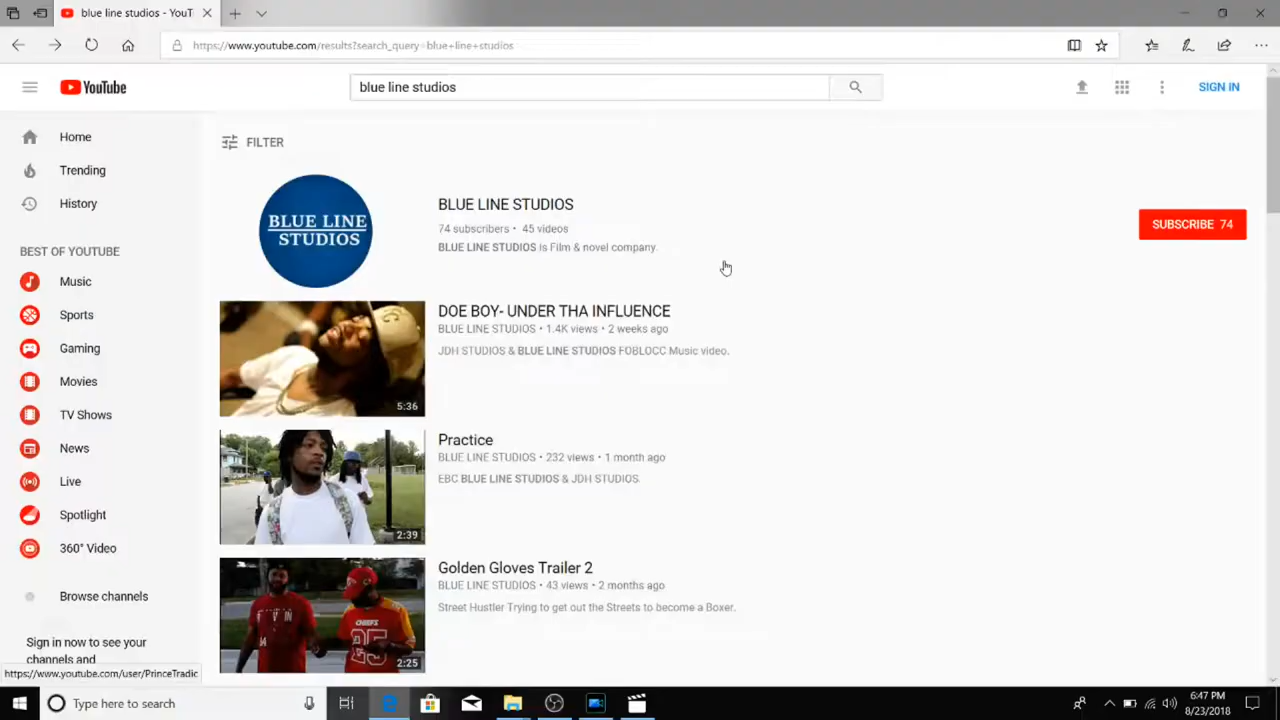 blue line studios - YouT
https://www.youtube.com/results?search_query=blue+line+studios
YouTube
blue line studios
SIGN IN
Home
Trending
History
BEST OF YOUTUBE
Music
Sports
Gaming
Movies
TV Shows
News
Live
Spotlight
360° Video
Browse channels
Sign in now to see your
channels and
https://www.youtube.com/user/PrinceTradic
FILTER
BLUE LINE
STUDIOS
BLUE LINE STUDIOS
74 subscribers • 45 videos
BLUE LINE STUDIOS is Film & novel company.
SUBSCRIBE 74
5:36
DOE BOY- UNDER THA INFLUENCE
BLUE LINE STUDIOS • 1.4K views • 2 weeks ago
JDH STUDIOS & BLUE LINE STUDIOS FOBLOCC Music video.
2:39
Practice
BLUE LINE STUDIOS • 232 views • 1 month ago
EBC BLUE LINE STUDIOS & JDH STUDIOS.
CHIEFS
25
2:25
Golden Gloves Trailer 2
BLUE LINE STUDIOS • 43 views • 2 months ago
Street Hustler Trying to get out the Streets to become a Boxer.
Type here to search
6:47 PM
8/23/2018